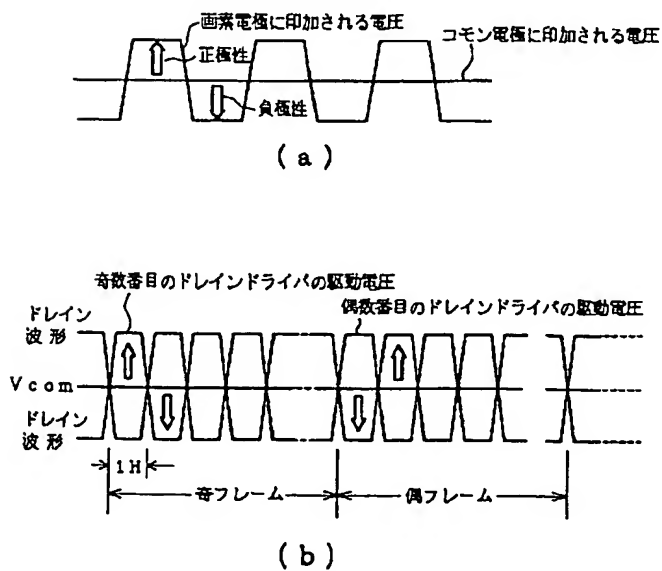 画素電極に印加される電圧
コモン電極に印加される電圧
正極性
負極性
(a)
奇数番目のドレインドライバの駆動電圧
偶数番目のドレインドライバの駆動電圧
ドレイン
波形
Vcom
ドレイン
波形
1H
奇フレーム
偶フレーム
(b)